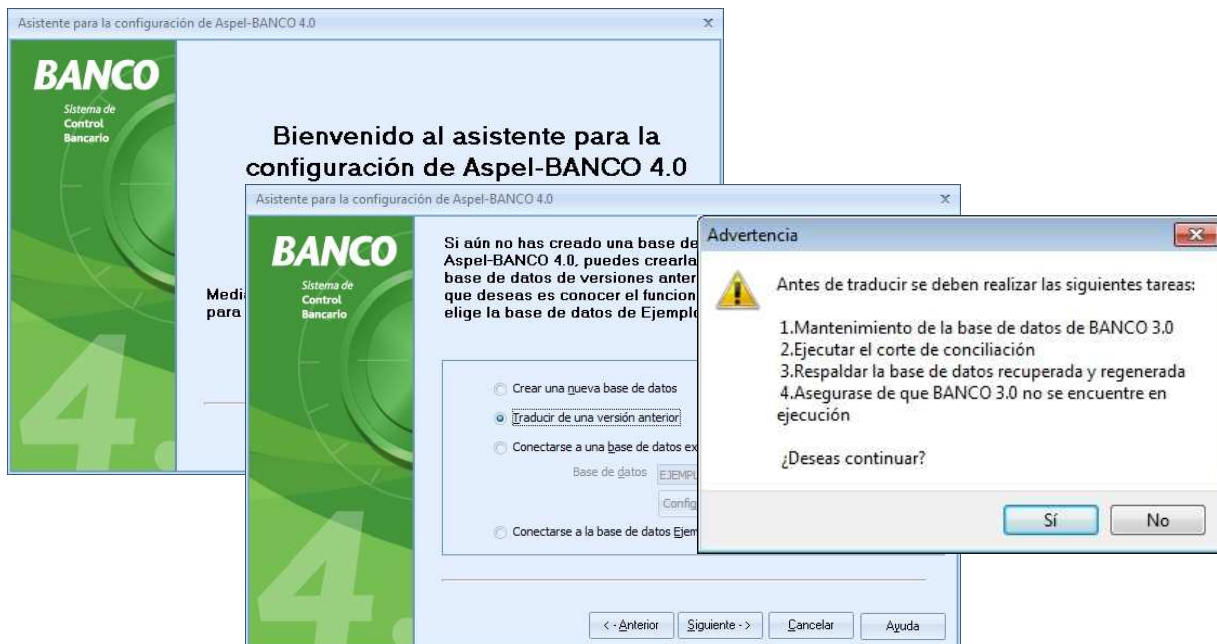 Asistente para la configuración de Aspel-BANCO 4.0
BANCO
Sistema de
Control
Bancario
Bienvenido al asistente para la
configuración de Aspel-BANCO 4.0
para
4.
Asistente para la configuración de Aspel-BANCO 4.0
BANCO
Sistema de
Control
Bancario
Si aún no has creado una base de
Aspel-BANCO 4.0, puedes crearla
base de datos de versiones
que deseas es conocer el
elige la base de datos de
Crear una nueva base de datos
Traducir de una versión anterior
Conectarse a una base de datos
Base de datos
Conectarse a la base de datos
<- Anterior
Siguiente ->
Cancelar
Ayuda
4.
Advertencia
Antes de traducir se deben realizar las siguientes tareas:
1.Mantenimiento de la base de datos de BANCO 3.0
2.Ejecutar el corte de conciliación
3.Respaldar la base de datos recuperada y regenerada
4.Asegurase de que BANCO 3.0 no se encuentre en
ejecución
¿Deseas continuar?
Sí
No